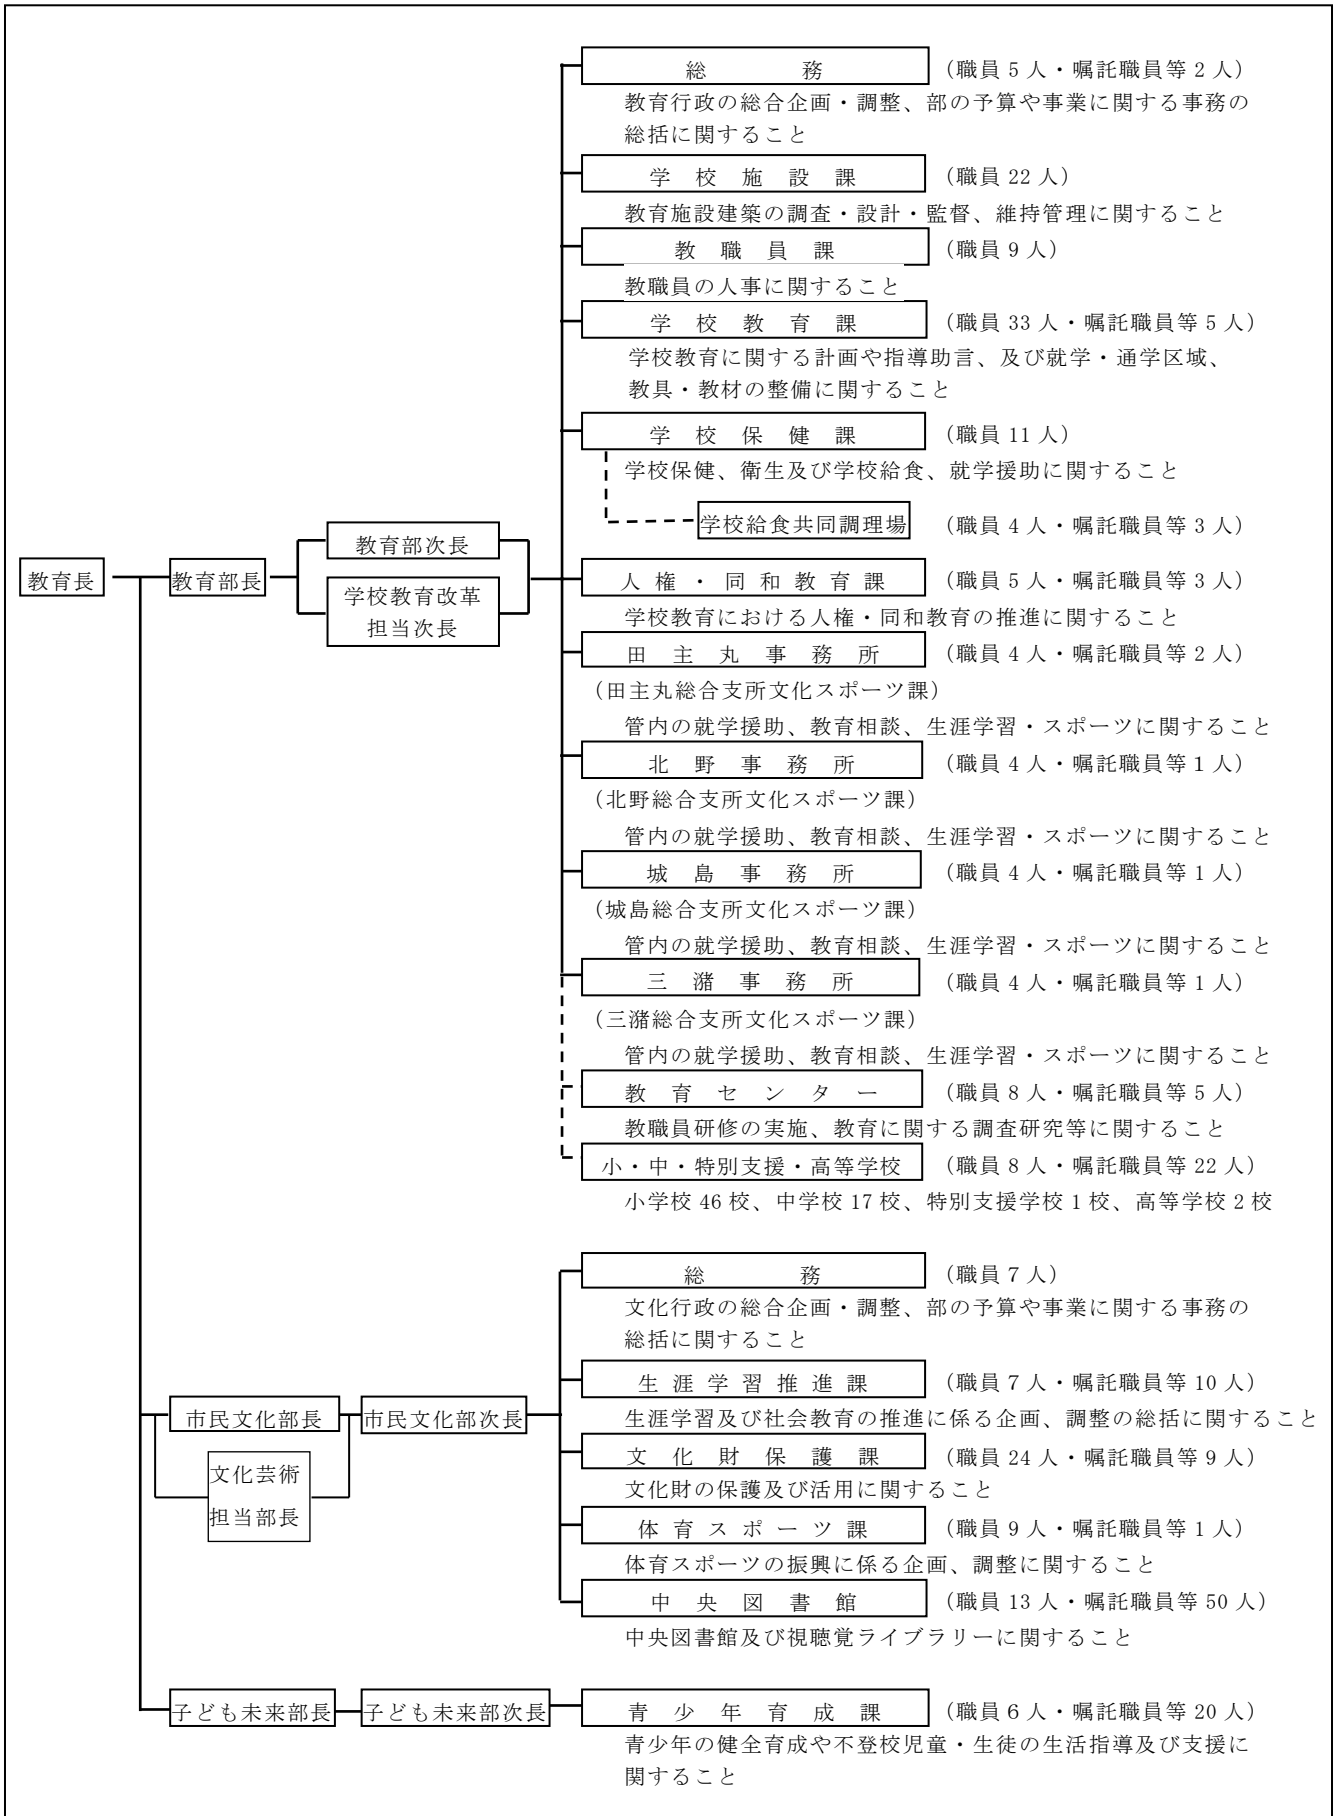 総務 (職員 5 人・嘱託職員等 2 人)
教育行政の総合企画・調整、部の予算や事業に関する事務の
総括に関すること
学校施設課 (職員 22 人)
教育施設建築の調査・設計・監督、維持管理に関すること
教職員課 (職員 9 人)
教職員の人事に関すること
学校教育課 (職員 33 人・嘱託職員等 5 人)
学校教育に関する計画や指導助言、及び就学・通学区域、
教具・教材の整備に関すること
学校保健課 (職員 11 人)
学校保健、衛生及び学校給食、就学援助に関すること
学校給食共同調理場 (職員 4 人・嘱託職員等 3 人)
教育長
教育部長
教育部次長
学校教育改革
担当次長
人権・同和教育課 (職員 5 人・嘱託職員等 3 人)
学校教育における人権・同和教育の推進に関すること
田主丸事務所 (職員 4 人・嘱託職員等 2 人)
(田主丸総合支所文化スポーツ課)
管内の就学援助、教育相談、生涯学習・スポーツに関すること
北野事務所 (職員 4 人・嘱託職員等 1 人)
(北野総合支所文化スポーツ課)
管内の就学援助、教育相談、生涯学習・スポーツに関すること
城島事務所 (職員 4 人・嘱託職員等 1 人)
(城島総合支所文化スポーツ課)
管内の就学援助、教育相談、生涯学習・スポーツに関すること
三潴事務所 (職員 4 人・嘱託職員等 1 人)
(三潴総合支所文化スポーツ課)
管内の就学援助、教育相談、生涯学習・スポーツに関すること
教育センター (職員 8 人・嘱託職員等 5 人)
教職員研修の実施、教育に関する調査研究等に関すること
小・中・特別支援・高等学校 (職員 8 人・嘱託職員等 22 人)
小学校 46 校、中学校 17 校、特別支援学校 1 校、高等学校 2 校
総務 (職員 7 人)
文化行政の総合企画・調整、部の予算や事業に関する事務の
総括に関すること
生涯学習推進課 (職員 7 人・嘱託職員等 10 人)
市民文化部長
市民文化部次長
生涯学習及び社会教育の推進に係る企画、調整の総括に関すること
文化財保護課 (職員 24 人・嘱託職員等 9 人)
文化芸術
担当部長
文化財の保護及び活用に関すること
体育スポーツ課 (職員 9 人・嘱託職員等 1 人)
体育スポーツの振興に係る企画、調整に関すること
中央図書館 (職員 13 人・嘱託職員等 50 人)
中央図書館及び視聴覚ライブラリーに関すること
子ども未来部長
子ども未来部次長
青少年育成課 (職員 6 人・嘱託職員等 20 人)
青少年の健全育成や不登校児童・生徒の生活指導及び支援に
関すること